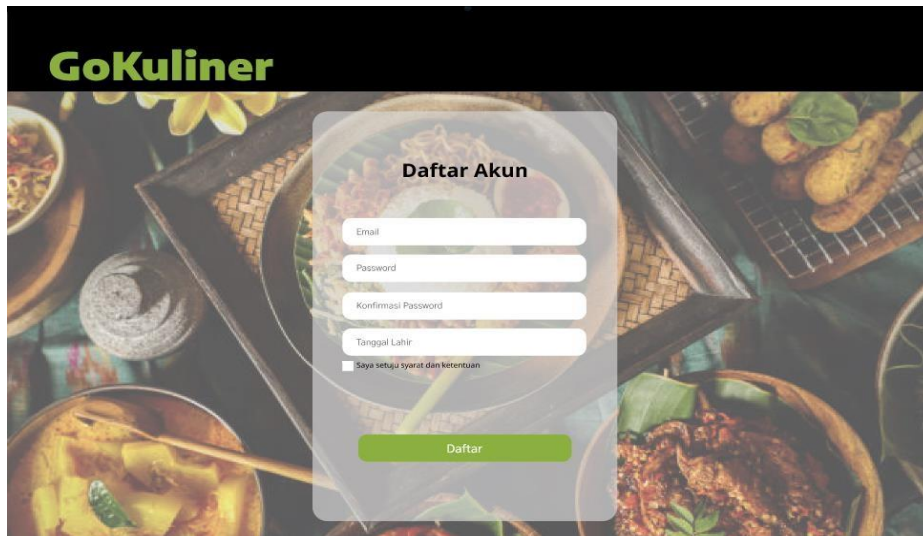 GoKuliner
Daftar Akun
Email
Password
Konfirmasi Password
Tanggal Lahir
Saya setuju syarat dan ketentuan
Daftar